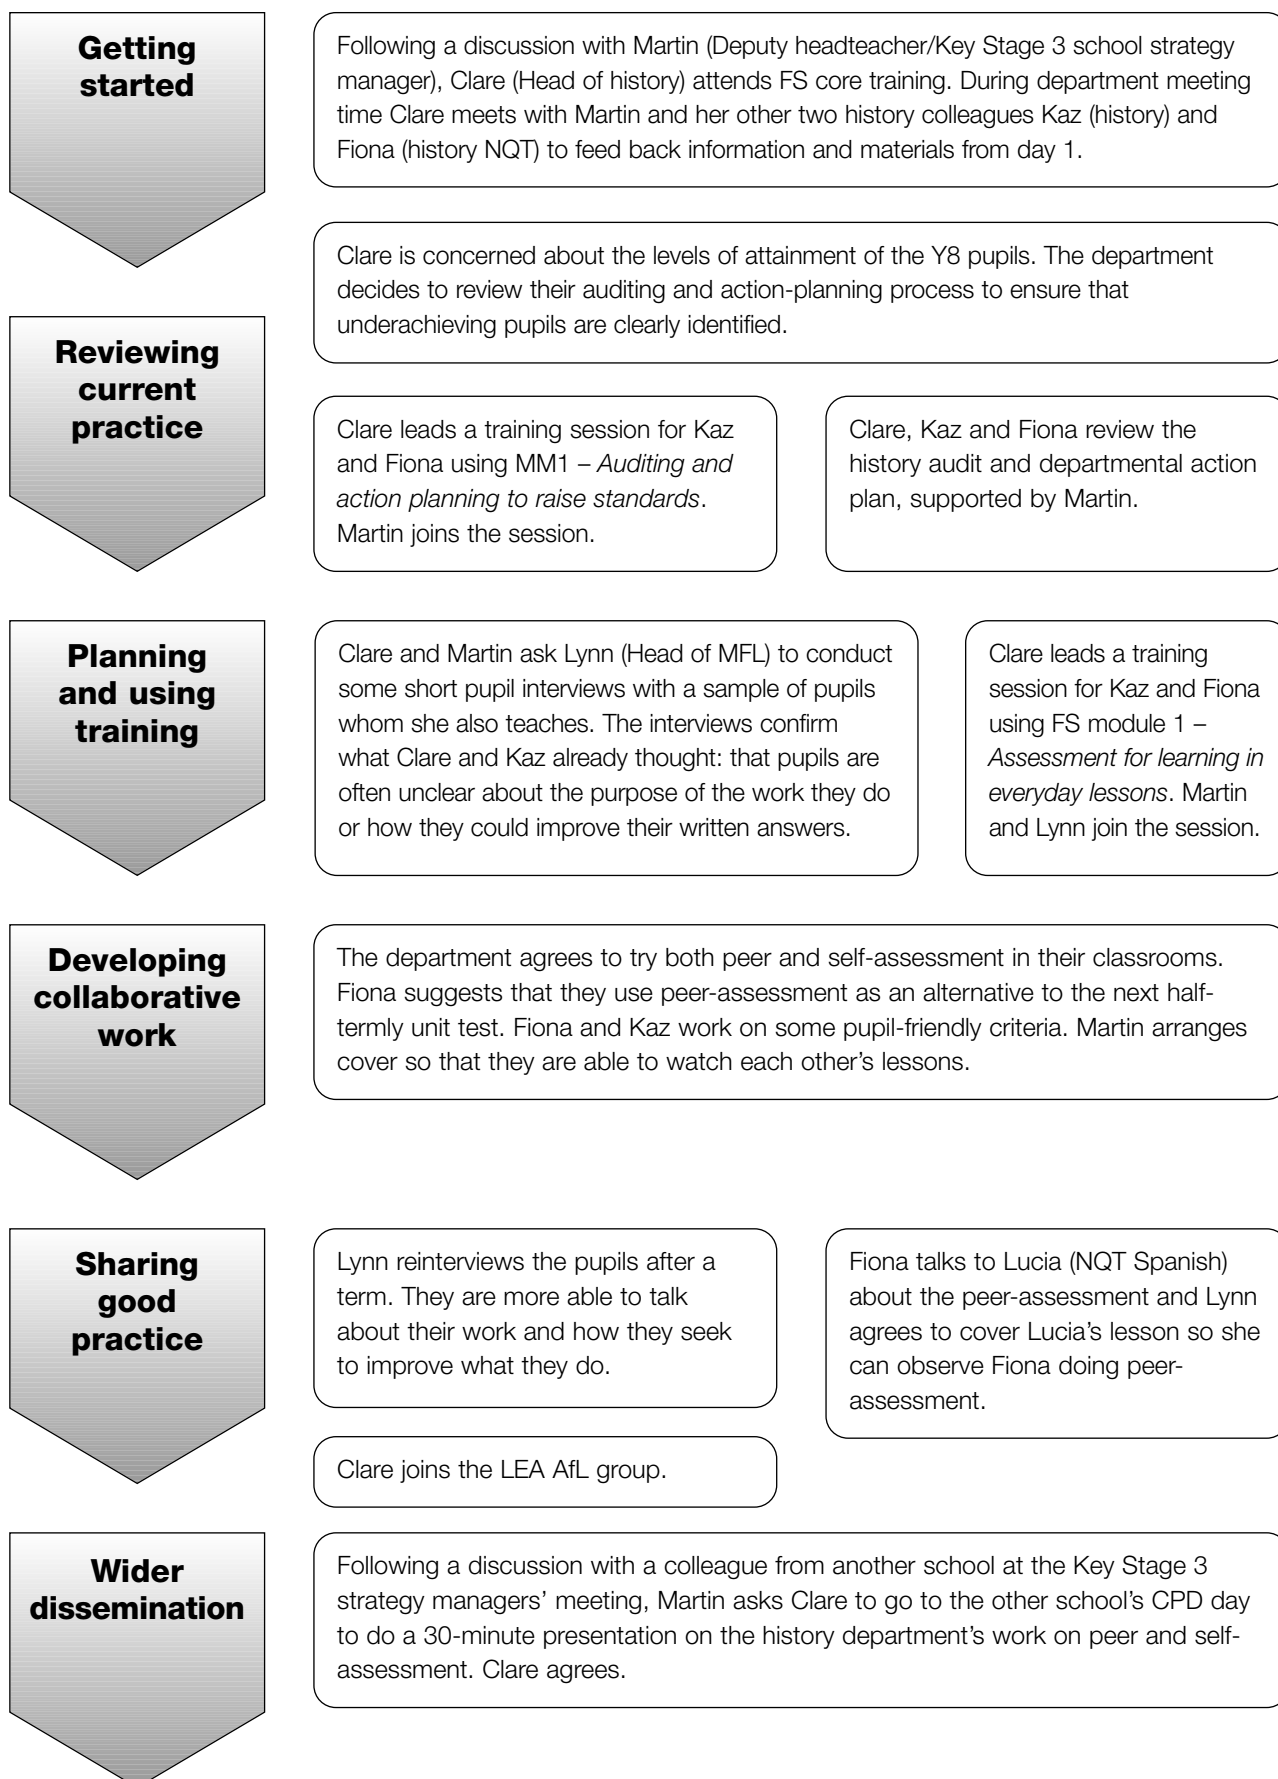 Getting
started
Following a discussion with Martin (Deputy headteacher/Key Stage 3 school strategy
manager), Clare (Head of history) attends FS core training. During department meeting
time Clare meets with Martin and her other two history colleagues Kaz (history) and
Fiona (history NQT) to feed back information and materials from day 1.
Clare is concerned about the levels of attainment of the Y8 pupils. The department
decides to review their auditing and action-planning process to ensure that
underachieving pupils are clearly identified.
Reviewing
current
practice
Clare leads a training session for Kaz
and Fiona using MM1 – Auditing and
action planning to raise standards.
Martin joins the session.
Clare, Kaz and Fiona review the
history audit and departmental action
plan, supported by Martin.
Planning
and using
training
Clare and Martin ask Lynn (Head of MFL) to conduct
some short pupil interviews with a sample of pupils
whom she also teaches. The interviews confirm
what Clare and Kaz already thought: that pupils are
often unclear about the purpose of the work they do
or how they could improve their written answers.
Clare leads a training
session for Kaz and Fiona
using FS module 1 –
Assessment for learning in
everyday lessons. Martin
and Lynn join the session.
Developing
collaborative
work
The department agrees to try both peer and self-assessment in their classrooms.
Fiona suggests that they use peer-assessment as an alternative to the next half-
termly unit test. Fiona and Kaz work on some pupil-friendly criteria. Martin arranges
cover so that they are able to watch each other’s lessons.
Sharing
good
practice
Lynn reinterviews the pupils after a
term. They are more able to talk
about their work and how they seek
to improve what they do.
Fiona talks to Lucia (NQT Spanish)
about the peer-assessment and Lynn
agrees to cover Lucia’s lesson so she
can observe Fiona doing peer-
assessment.
Clare joins the LEA AfL group.
Wider
dissemination
Following a discussion with a colleague from another school at the Key Stage 3
strategy managers’ meeting, Martin asks Clare to go to the other school’s CPD day
to do a 30-minute presentation on the history department’s work on peer and self-
assessment. Clare agrees.